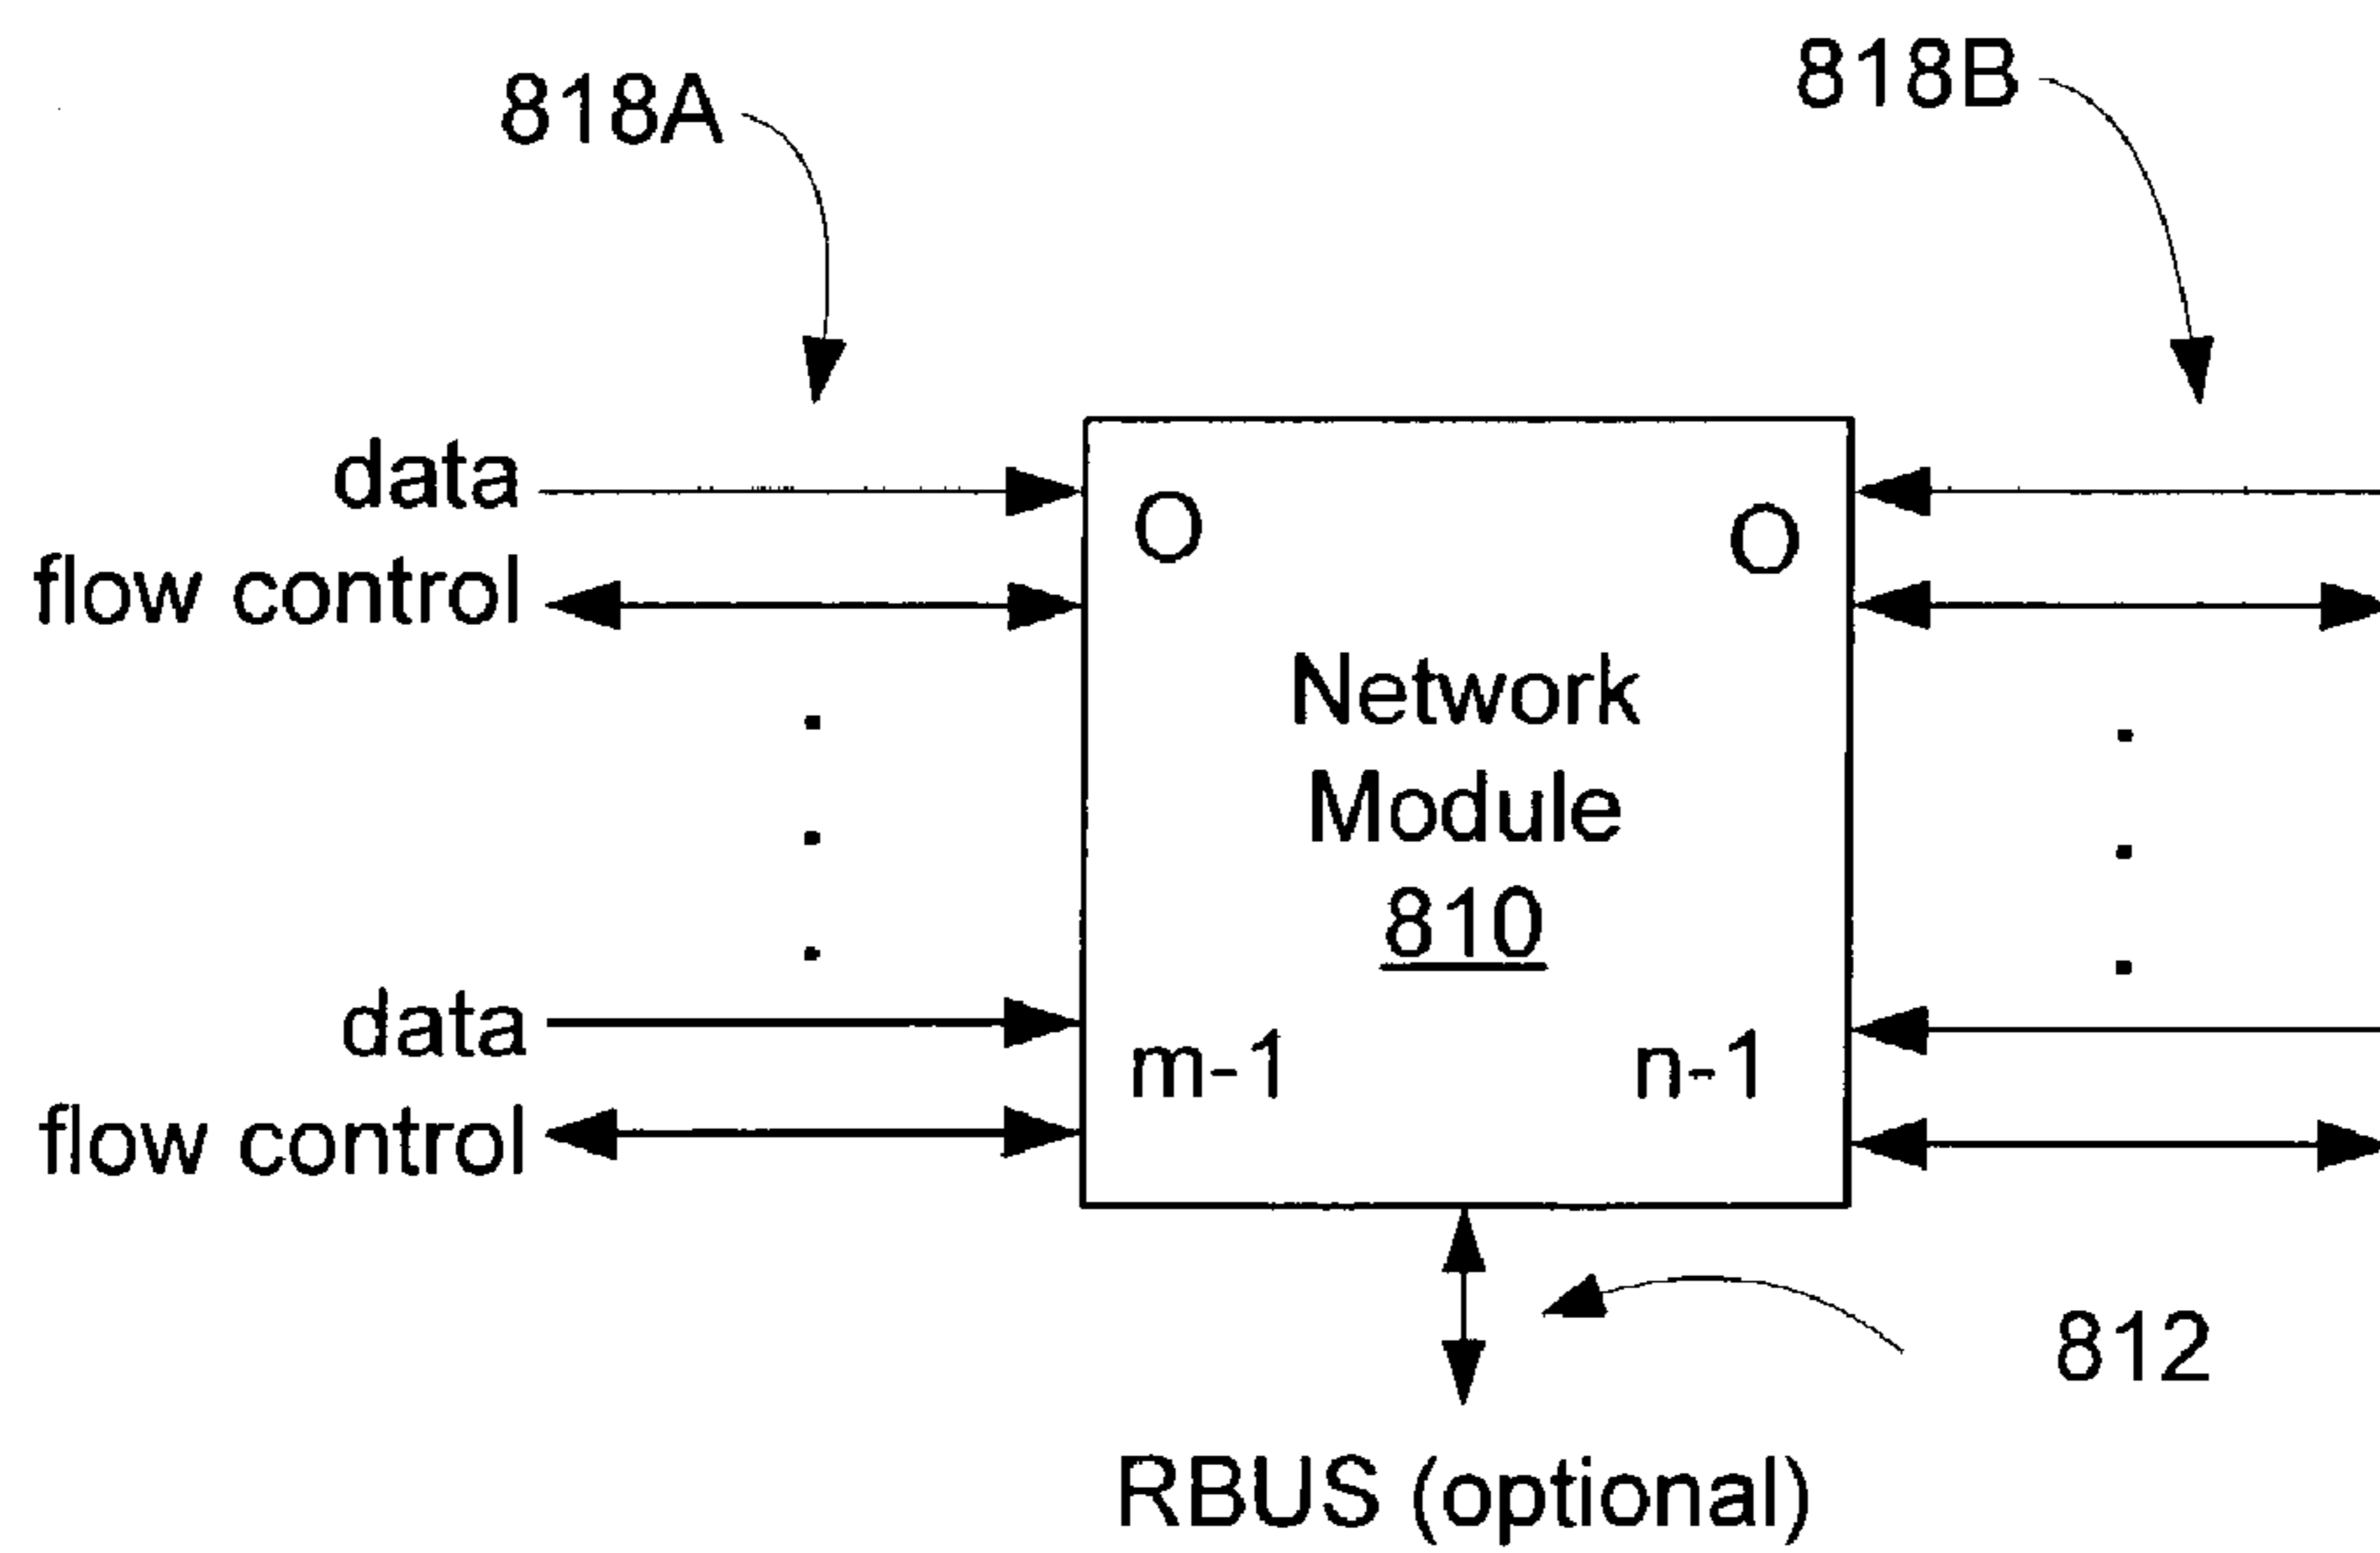 818A
818B
data
flow control
O
O
Network
Module
810
data
flow control
m-1
n-1
812
RBUS (optional)